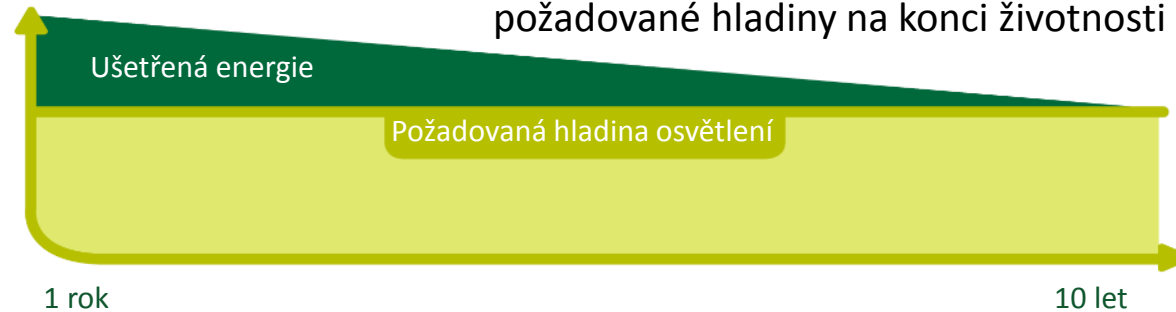 požadované hladiny na konci životnosti
Ušetřená energie
Požadovaná hladina osvětlení
1 rok
10 let